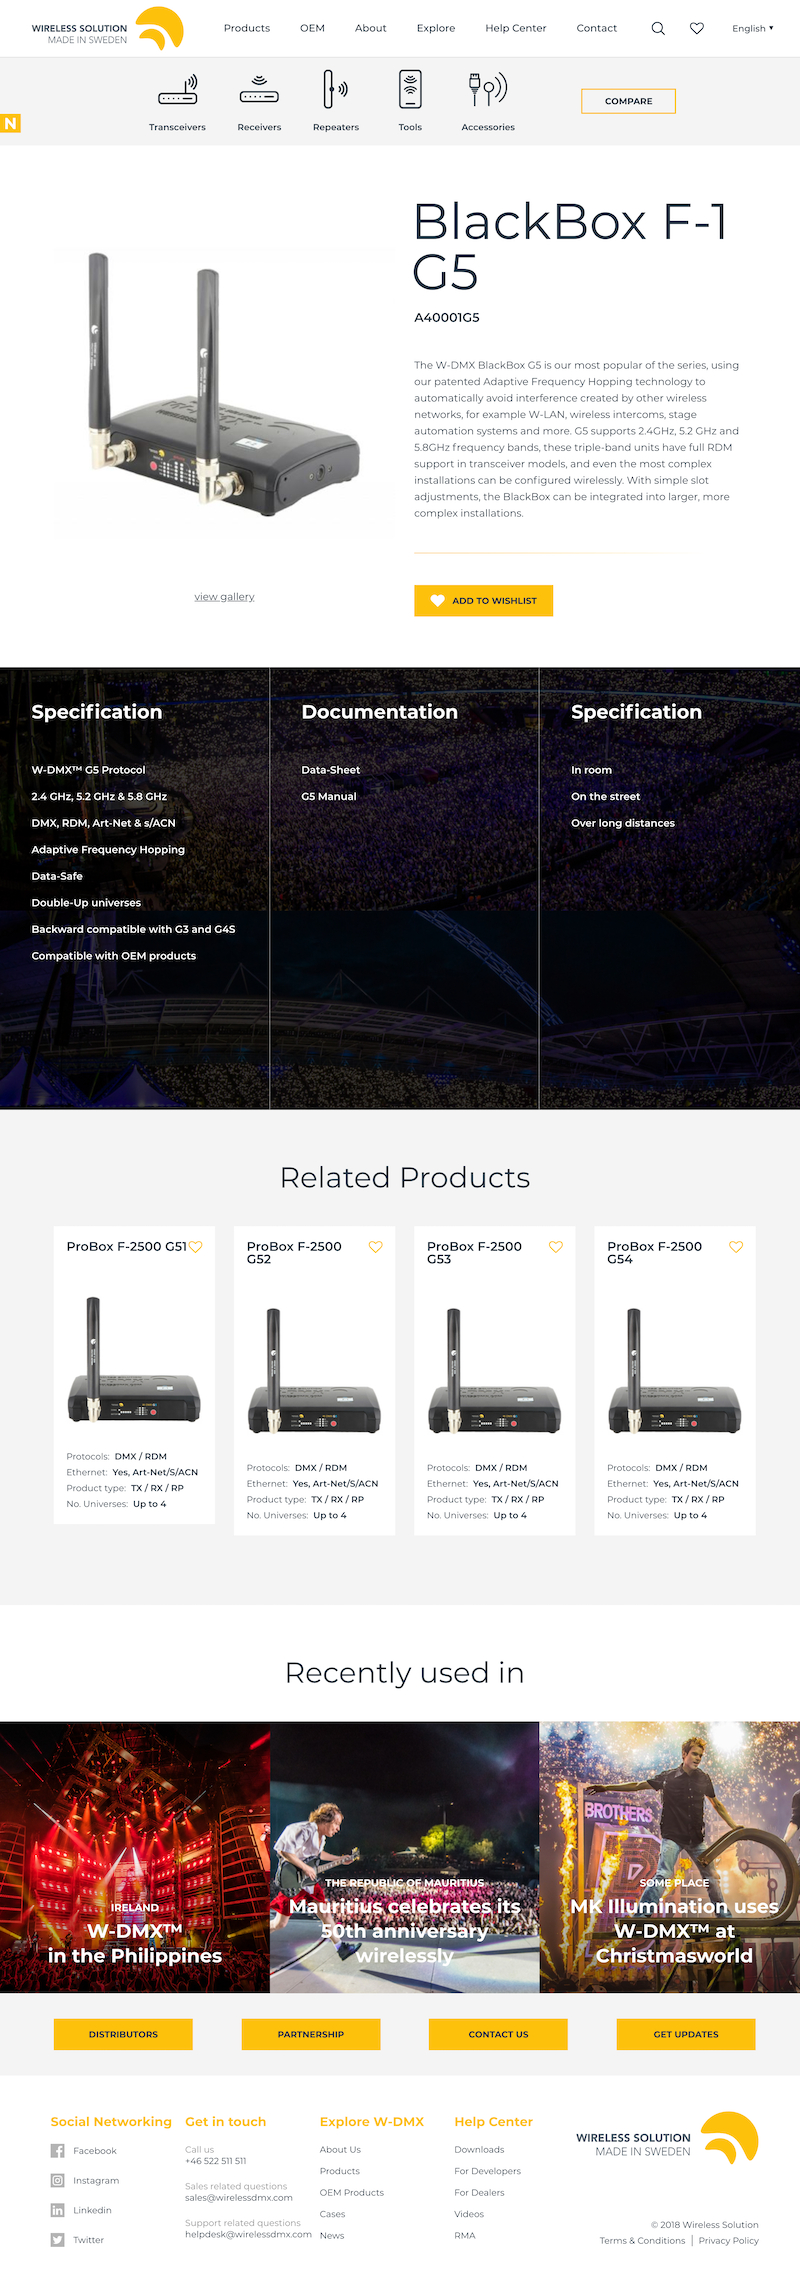 WIRELESS SOLUTION
MADE IN SWEDEN
Products
OEM
About
Explore
Help Center
Contact
English
Transceivers
Receivers
Repeaters
Tools
Accessories
COMPARE
N
BlackBox F-1
G5
A40001G5
The W-DMX BlackBox G5 is our most popular of the series, using
our patented Adaptive Frequency Hopping technology to
automatically avoid interference created by other wireless
networks, for example W-LAN, wireless intercoms, stage
automation systems and more. G5 supports 2.4GHz, 5.2 GHz and
5.8GHz frequency bands, these triple-band units have full RDM
support in transceiver models, and even the most complex
installations can be configured wirelessly. With simple slot
adjustments, the BlackBox can be integrated into larger, more
complex installations.
view gallery
ADD TO WISHLIST
Specification
W-DMX™ G5 Protocol
2.4 GHz, 5.2 GHz & 5.8 GHz
DMX, RDM, Art-Net & s/ACN
Adaptive Frequency Hopping
Data-Safe
Double-Up universes
Backward compatible with G3 and G4S
Compatible with OEM products
Documentation
Data-Sheet
G5 Manual
Specification
In room
On the street
Over long distances
Related Products
ProBox F-2500 G51
Protocols: DMX / RDM
Ethernet: Yes, Art-Net/S/ACN
Product type: TX / RX / RP
No. Universes: Up to 4
ProBox F-2500
G52
Protocols: DMX / RDM
Ethernet: Yes, Art-Net/S/ACN
Product type: TX / RX / RP
No. Universes: Up to 4
ProBox F-2500
G53
Protocols: DMX / RDM
Ethernet: Yes, Art-Net/S/ACN
Product type: TX / RX / RP
No. Universes: Up to 4
ProBox F-2500
G54
Protocols: DMX / RDM
Ethernet: Yes, Art-Net/S/ACN
Product type: TX / RX / RP
No. Universes: Up to 4
Recently used in
IRELAND
W-DMX™
in the Philippines
THE REPUBLIC OF MAURITIUS
Mauritius celebrates its
50th anniversary
wirelessly
BROTHERS
SOME PLACE
MK Illumination uses
W-DMX™ at
Christmasworld
DISTRIBUTORS
PARTNERSHIP
CONTACT US
GET UPDATES
Social Networking
Facebook
Instagram
Linkedin
Twitter
Get in touch
Call us
+46 522 511 511
Sales related questions
sales@wirelessdmx.com
Support related questions
helpdesk@wirelessdmx.com
Explore W-DMX
About Us
Products
OEM Products
Cases
News
Help Center
Downloads
For Developers
For Dealers
Videos
RMA
WIRELESS SOLUTION
MADE IN SWEDEN
© 2018 Wireless Solution
Terms & Conditions | Privacy Policy